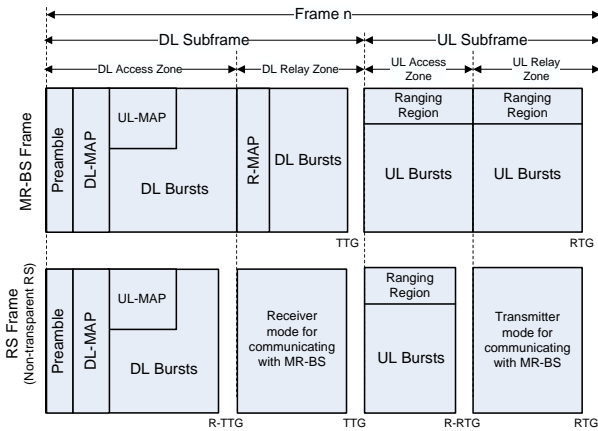 Frame n
DL Subframe
UL Subframe
DL Access Zone
DL Relay Zone
UL Access
Zone
UL Relay
Zone
MR-BS Frame
Preamble
DL-MAP
UL-MAP
DL Bursts
R-MAP
DL Bursts
Ranging
Region
UL Bursts
Ranging
Region
UL Bursts
TTG
RTG
RS Frame
(Non-transparent RS)
Preamble
DL-MAP
UL-MAP
DL Bursts
Receiver
mode for
communicating
with MR-BS
Ranging
Region
UL Bursts
Transmitter
mode for
communicating
with MR-BS
R-TTG
TTG
R-RTG
RTG